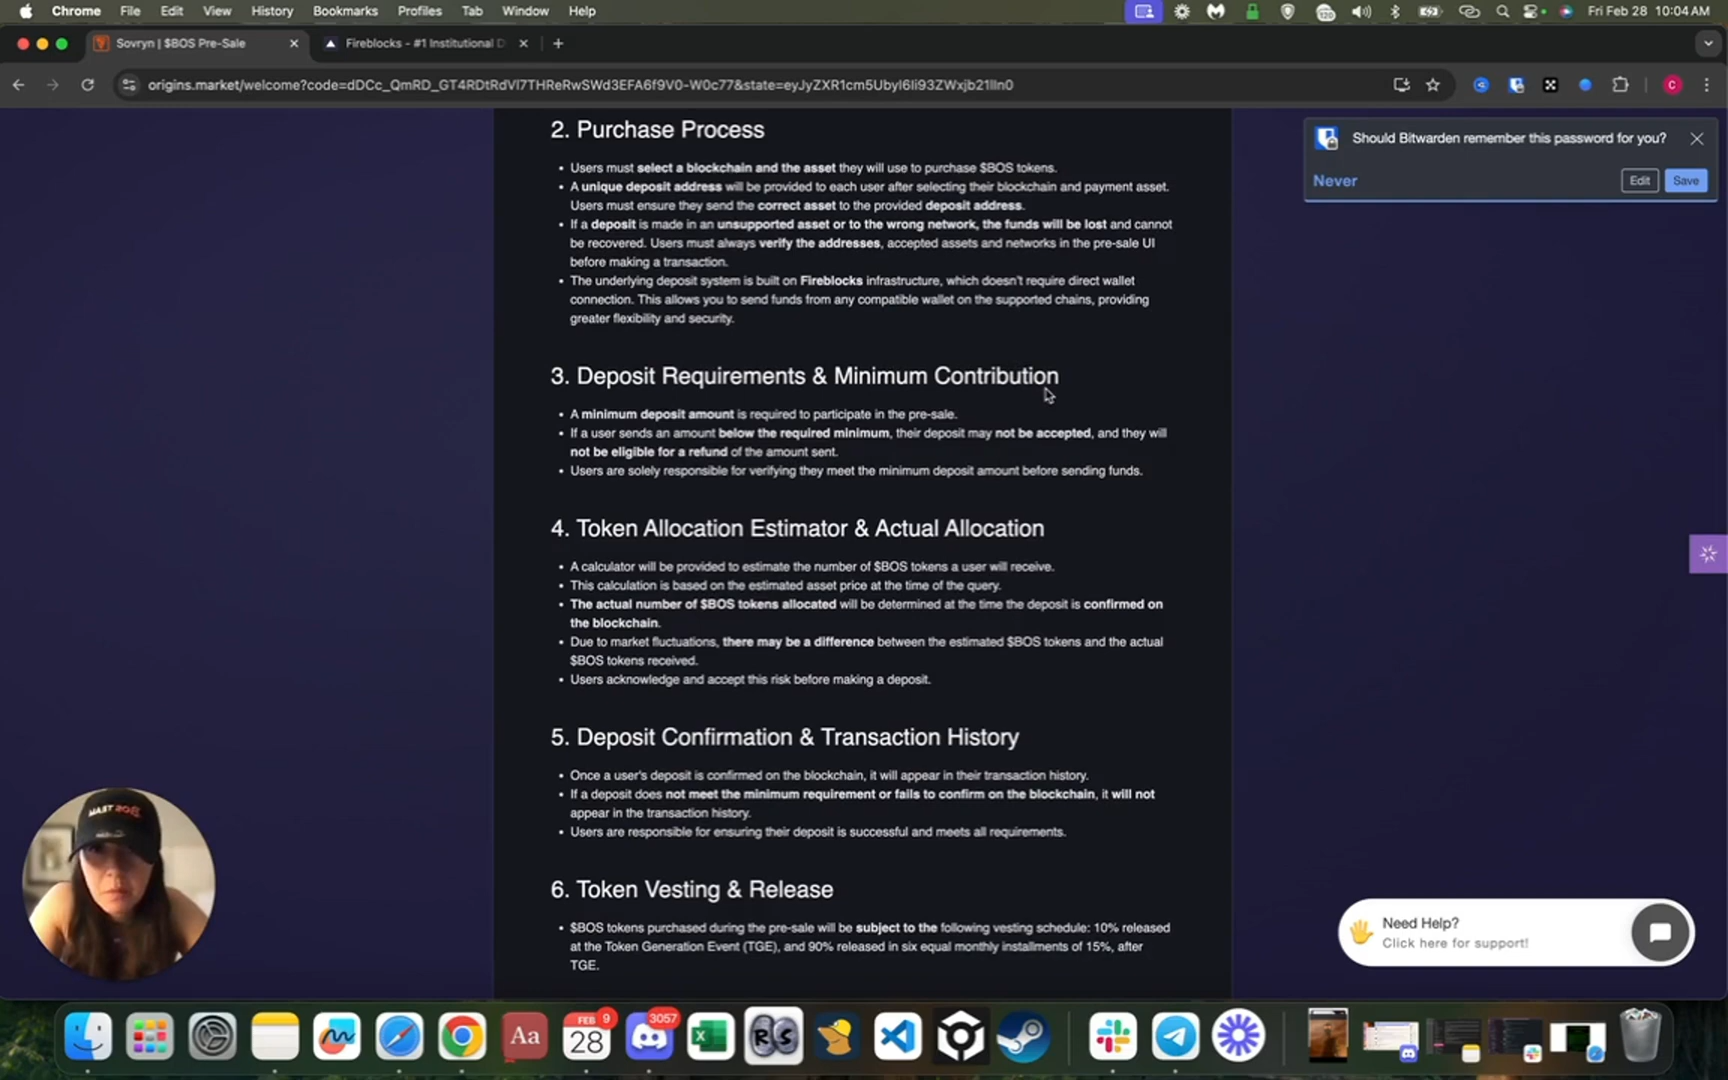 Chrome File Edit View History Bookmarks Profiles Tab Window Help
120
Fri Feb 28 10:04 AM
Sovryn | $BOS Pre-Sale
Fireblocks - #1 Institutional D
C
2. Purchase Process
• Users must select a blockchain and the asset they will use to purchase $BOS tokens.
• A unique deposit address will be provided to each user after selecting their blockchain and payment asset.
Users must ensure they send the correct asset to the provided deposit address.
• If a deposit is made in an unsupported asset or to the wrong network, the funds will be lost and cannot
be recovered. Users must always verify the addresses, accepted assets and networks in the pre-sale UI
before making a transaction.
• The underlying deposit system is built on Fireblocks infrastructure, which doesn't require direct wallet
connection. This allows you to send funds from any compatible wallet on the supported chains, providing
greater flexibility and security.
Should Bitwarden remember this password for you?
Never
Edit
Save
3. Deposit Requirements & Minimum Contribution
• A minimum deposit amount is required to participate in the pre-sale.
• If a user sends an amount below the required minimum, their deposit may not be accepted, and they will
not be eligible for a refund of the amount sent.
• Users are solely responsible for verifying they meet the minimum deposit amount before sending funds.
4. Token Allocation Estimator & Actual Allocation
• A calculator will be provided to estimate the number of $BOS tokens a user will receive.
• This calculation is based on the estimated asset price at the time of the query.
• The actual number of $BOS tokens allocated will be determined at the time the deposit is confirmed on
the blockchain.
• Due to market fluctuations, there may be a difference between the estimated $BOS tokens and the actual
$BOS tokens received.
• Users acknowledge and accept this risk before making a deposit.
5. Deposit Confirmation & Transaction History
• Once a user's deposit is confirmed on the blockchain, it will appear in their transaction history.
• If a deposit does not meet the minimum requirement or fails to confirm on the blockchain, it will not
appear in the transaction history.
• Users are responsible for ensuring their deposit is successful and meets all requirements.
6. Token Vesting & Release
• $BOS tokens purchased during the pre-sale will be subject to the following vesting schedule: 10% released
at the Token Generation Event (TGE), and 90% released in six equal monthly installments of 15%, after
TGE.
Need Help?
Click here for support!
Aa
FEB 9
28
3057
RS